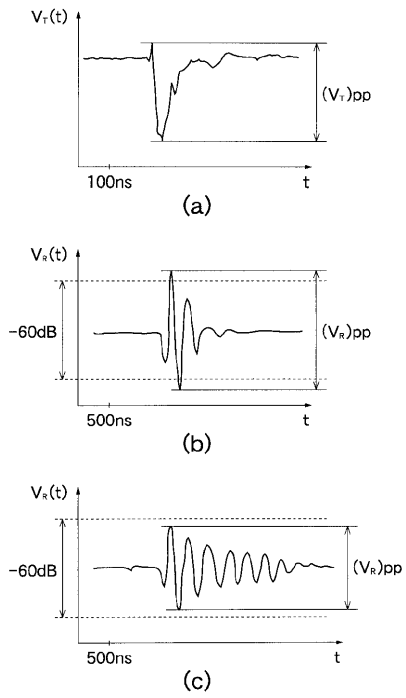 V_T(t)
(V_T)pp
100ns t
(a)
V_R(t)
-60dB
(V_R)pp
500ns t
(b)
V_R(t)
-60dB
(V_R)pp
500ns t
(c)